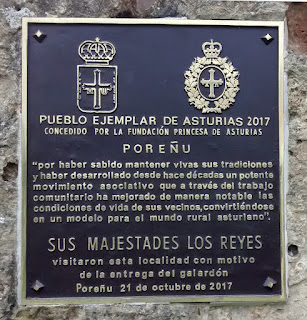 PUEBLO EJEMPLAR DE ASTURIAS 2017
CONCEDIDO POR LA FUNDACIÓN PRINCESA DE ASTURIAS
POREÑU
"por haber sabido mantener vivas sus tradiciones
y haber desarrollado desde hace décadas un potente
movimiento asociativo que a través del trabajo
comunitario ha mejorado de manera notable las
condiciones de vida de sus vecinos, convirtiéndose
en un modelo para el mundo rural asturiano".
SUS MAJESTADES LOS REYES
visitaron esta localidad con motivo
de la entrega del galardón
Poreñu 21 de octubre de 2017